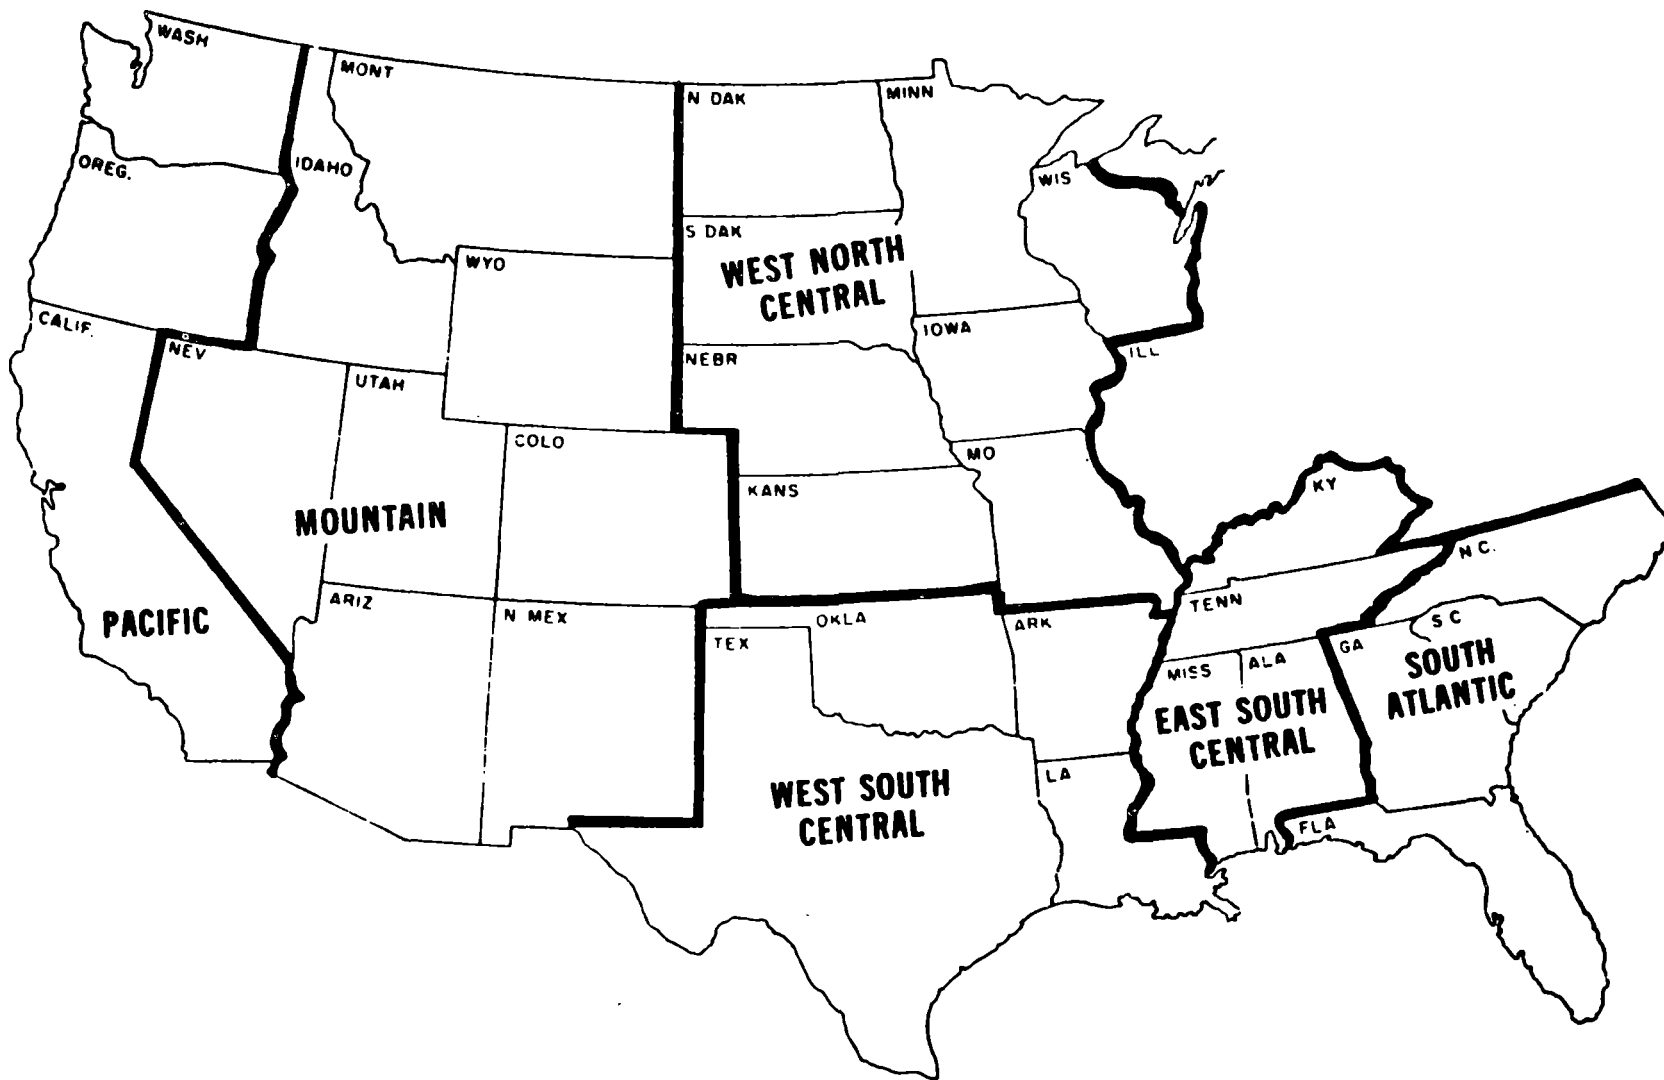 WASH
MONT
N DAK
MINN
OREG.
IDAHO
WIS
S DAK
WYO
WEST NORTH
CENTRAL
CALIF.
NEV
IOWA
ILL
NEBR
UTAH
COLO
MO
KANS
KY
MOUNTAIN
N C.
ARIZ
N MEX
OKLA
ARK
TENN
PACIFIC
TEX
S C
GA
MISS
ALA
SOUTH
ATLANTIC
EAST SOUTH
CENTRAL
LA
WEST SOUTH
CENTRAL
FLA